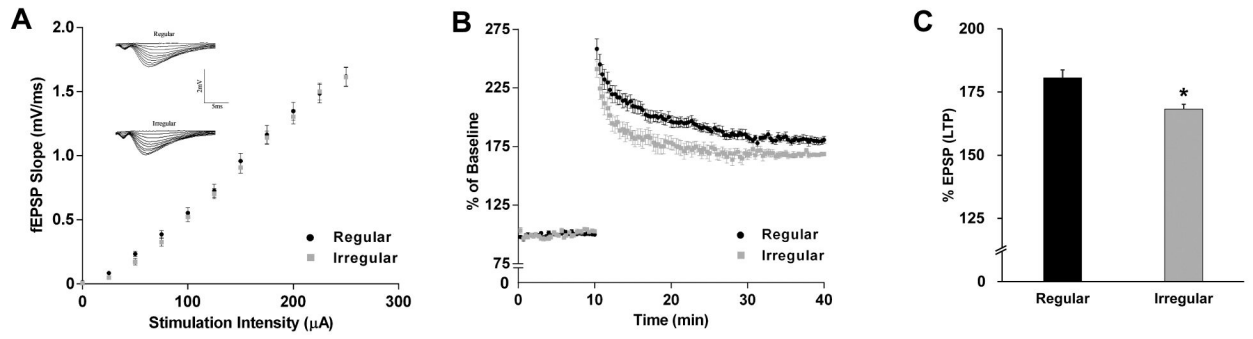 A
fEPSP Slope (mV/ms)
2.0
1.5
1.0
0.5
0
0
100
200
300
Stimulation Intensity (μA)
Regular
2mV
5ms
Irregular
Regular
Irregular
B
% of Baseline
275
225
175
125
75
0
0
10
20
30
40
Time (min)
Regular
Irregular
C
% EPSP (LTP)
200
175
150
125
0
*
Regular
Irregular